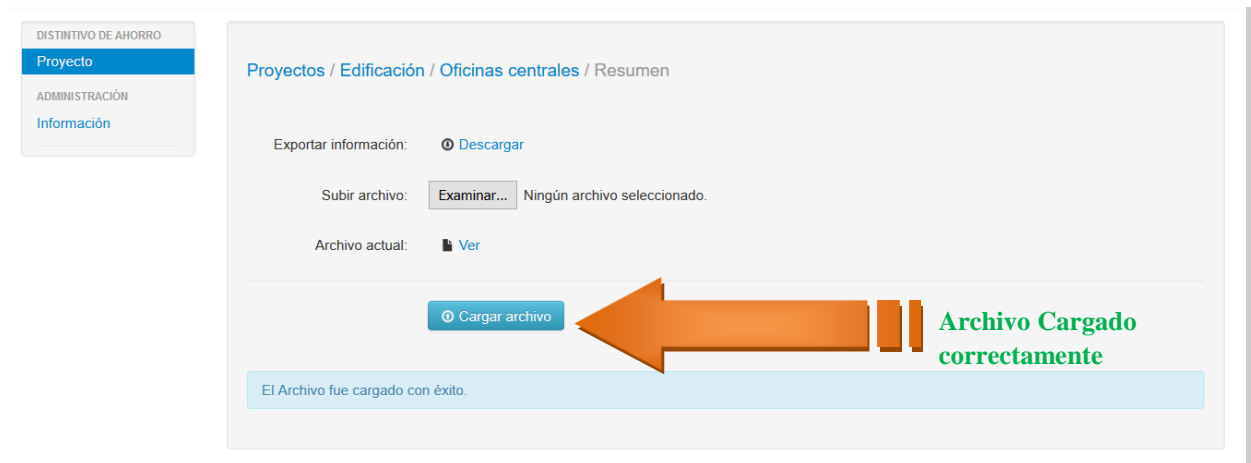 DISTINTIVO DE AHORRO
Proyecto
ADMINISTRACIÓN
Información
Proyectos / Edificación / Oficinas centrales / Resumen
Exportar información: Descargar
Subir archivo: Examinar... Ningún archivo seleccionado.
Archivo actual: Ver
Cargar archivo
Archivo Cargado
correctamente
El Archivo fue cargado con éxito.